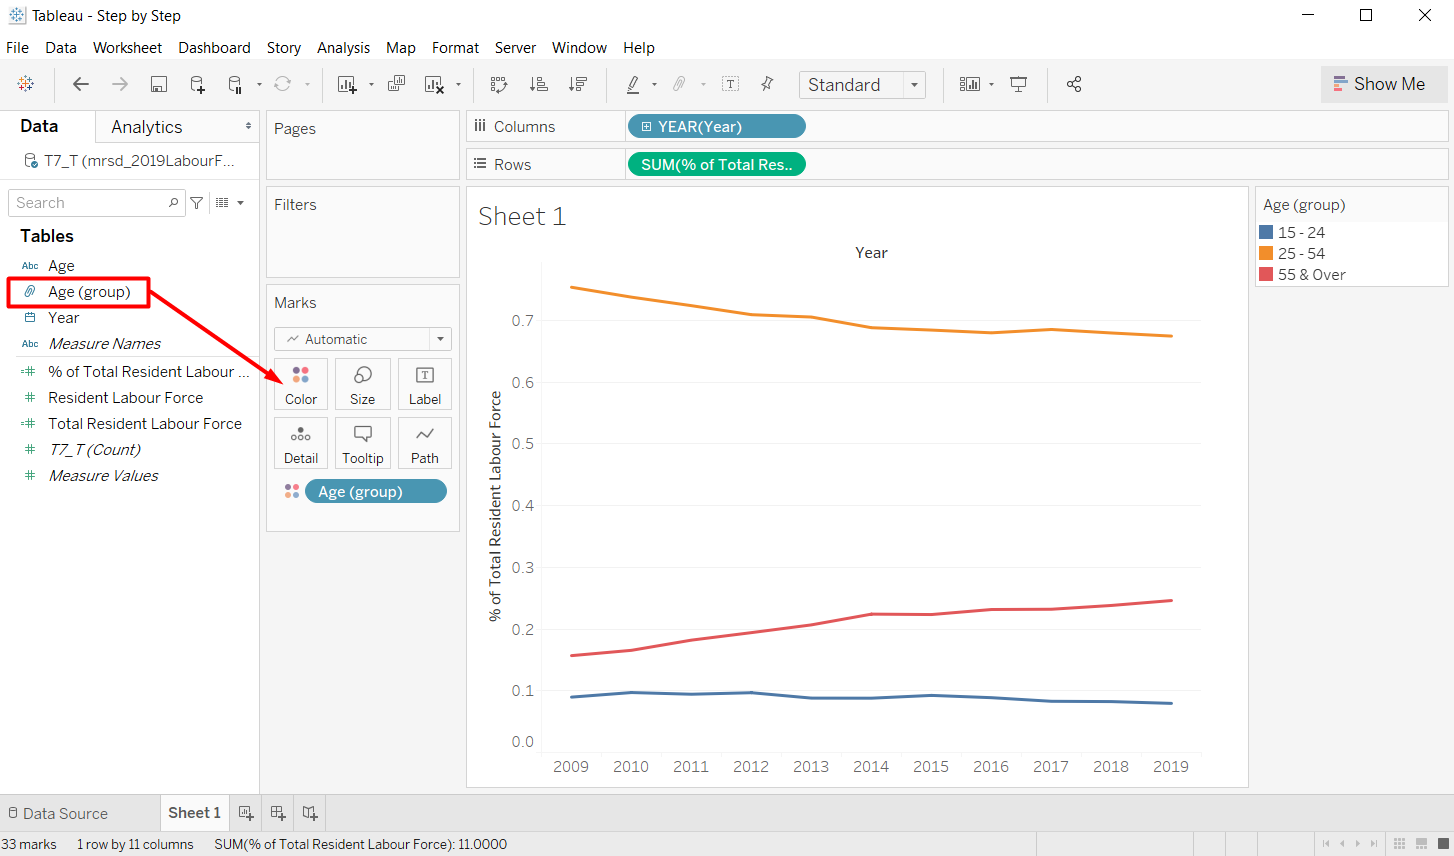 Tableau - Step by Step
File Data Worksheet Dashboard Story Analysis Map Format Server Window Help
Standard
Show Me
Data Analytics
T7_T (mrsd_2019LabourF...
Search
Tables
Abc Age
Age (group)
Year
Abc Measure Names
% of Total Resident Labour ...
Resident Labour Force
Total Resident Labour Force
T7_T (Count)
Measure Values
Pages
Filters
Marks
Automatic
Color Size Label
Detail Tooltip Path
Age (group)
Columns YEAR(Year)
Rows SUM(% of Total Res..
Sheet 1
Year
% of Total Resident Labour Force
0.7
0.6
0.5
0.4
0.3
0.2
0.1
0.0
2009 2010 2011 2012 2013 2014 2015 2016 2017 2018 2019
Age (group)
15 - 24
25 - 54
55 & Over
Data Source Sheet 1
33 marks 1 row by 11 columns SUM(% of Total Resident Labour Force): 11.0000